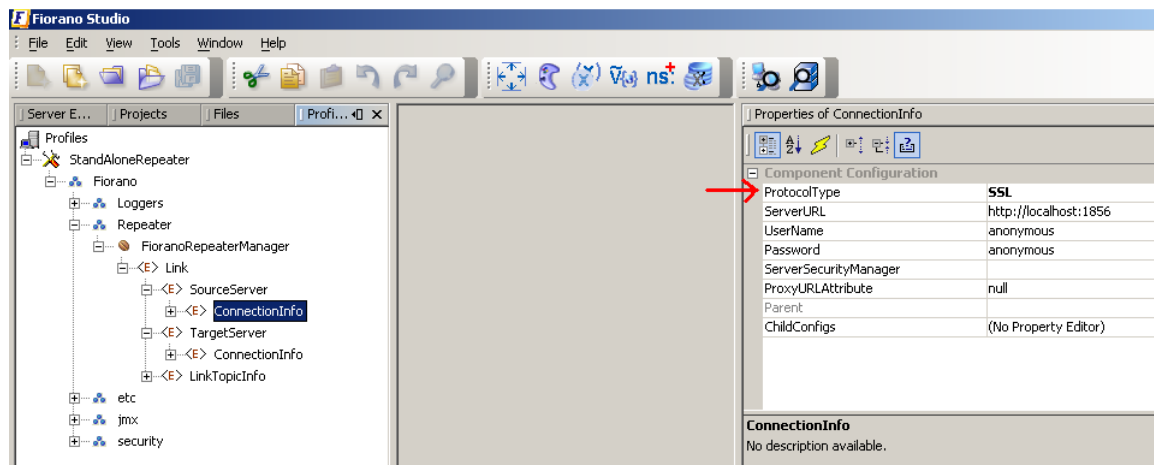 Fiorano Studio
File Edit View Tools Window Help
ns:
Server E... Projects Files Profi...
Profiles
StandAloneRepeater
Fiorano
Loggers
Repeater
FioranoRepeaterManager
<E> Link
<E> SourceServer
<E> ConnectionInfo
<E> TargetServer
<E> ConnectionInfo
<E> LinkTopicInfo
etc
jmx
security
Properties of ConnectionInfo
Component Configuration
ProtocolType SSL
ServerURL http://localhost:1856
UserName anonymous
Password anonymous
ServerSecurityManager
ProxyURLAttribute null
Parent
ChildConfigs (No Property Editor)
ConnectionInfo
No description available.